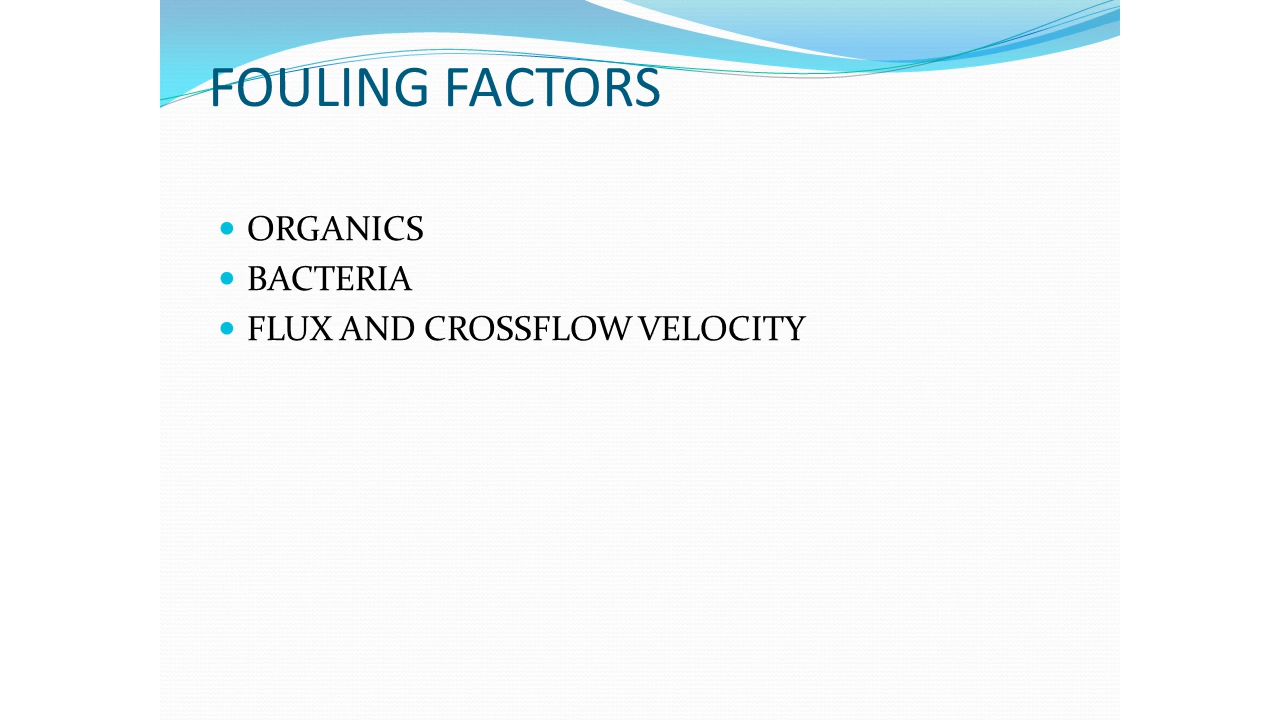 FOULING FACTORS
• ORGANICS
• BACTERIA
• FLUX AND CROSSFLOW VELOCITY